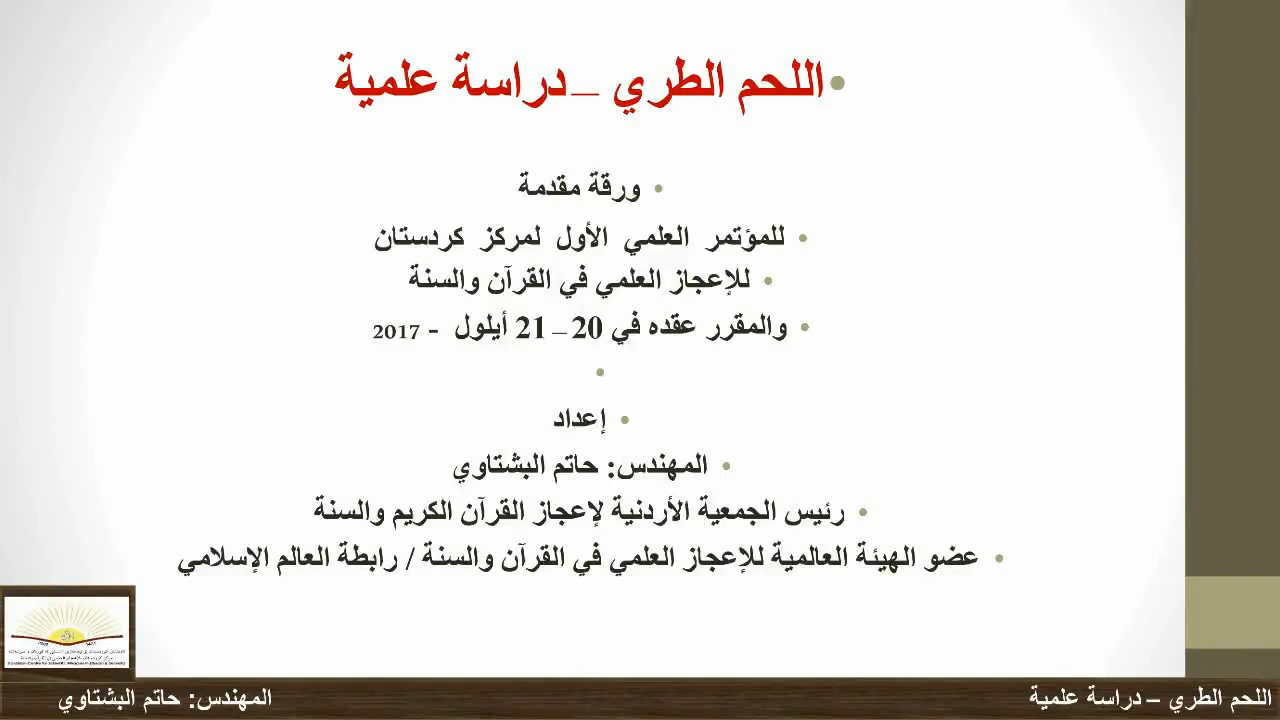 اللحم الطري – دراسة علمية
ورقة مقدمة
للمؤتمر العلمي الأول لمركز كردستان
للإعجاز العلمي في القرآن والسنة
والمقرر عقده في 20 – 21 أيلول - 2017
إعداد
المهندس: حاتم البشتاوي
رئيس الجمعية الأردنية لإعجاز القرآن الكريم والسنة
عضو الهيئة العالمية للإعجاز العلمي في القرآن والسنة / رابطة العالم الإسلامي
اللحم الطري – دراسة علمية
المهندس: حاتم البشتاوي